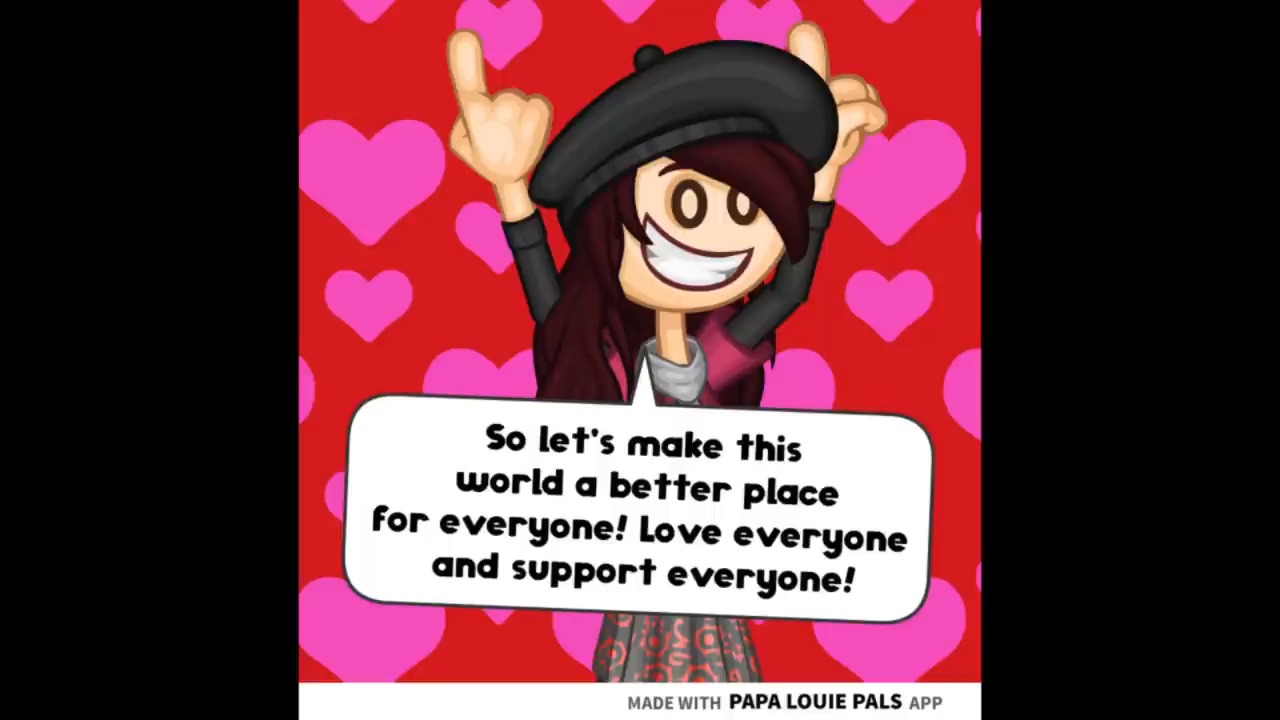 So let's make this
world a better place
for everyone! Love everyone
and support everyone!
MADE WITH PAPA LOUIE PALS APP